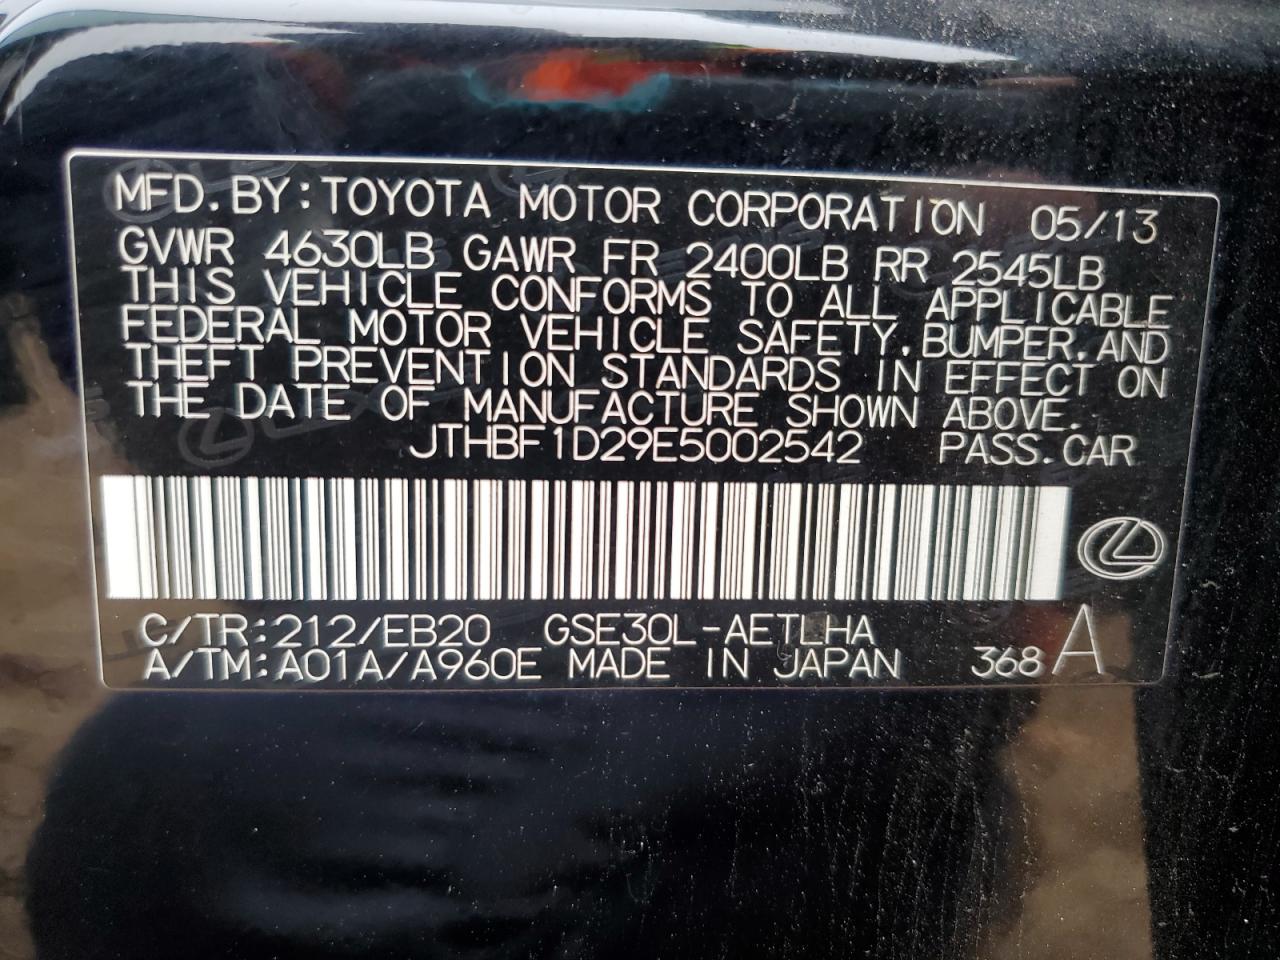 MFD.BY:TOYOTA MOTOR CORPORATION 05/13
GVWR 4630LB GAWR FR 2400LB RR 2545LB
THIS VEHICLE CONFORMS TO ALL APPLICABLE
FEDERAL MOTOR VEHICLE SAFETY,BUMPER,AND
THEFT PREVENTION STANDARDS IN EFFECT ON
THE DATE OF MANUFACTURE SHOWN ABOVE.
JTHBF1D29E5002542 PASS.CAR
C/TR:212/EB20 GSE30L-AETLHA
A/TM:A01A/A960E MADE IN JAPAN 368 A